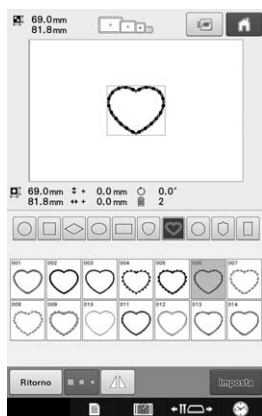 69.0mm
81.8mm
69.0mm + 0.0mm 0.0°
81.8mm + 0.0mm 2
001 002 003 004 005 006 007
008 009 010 011 012 013 014
Ritorno Imposta